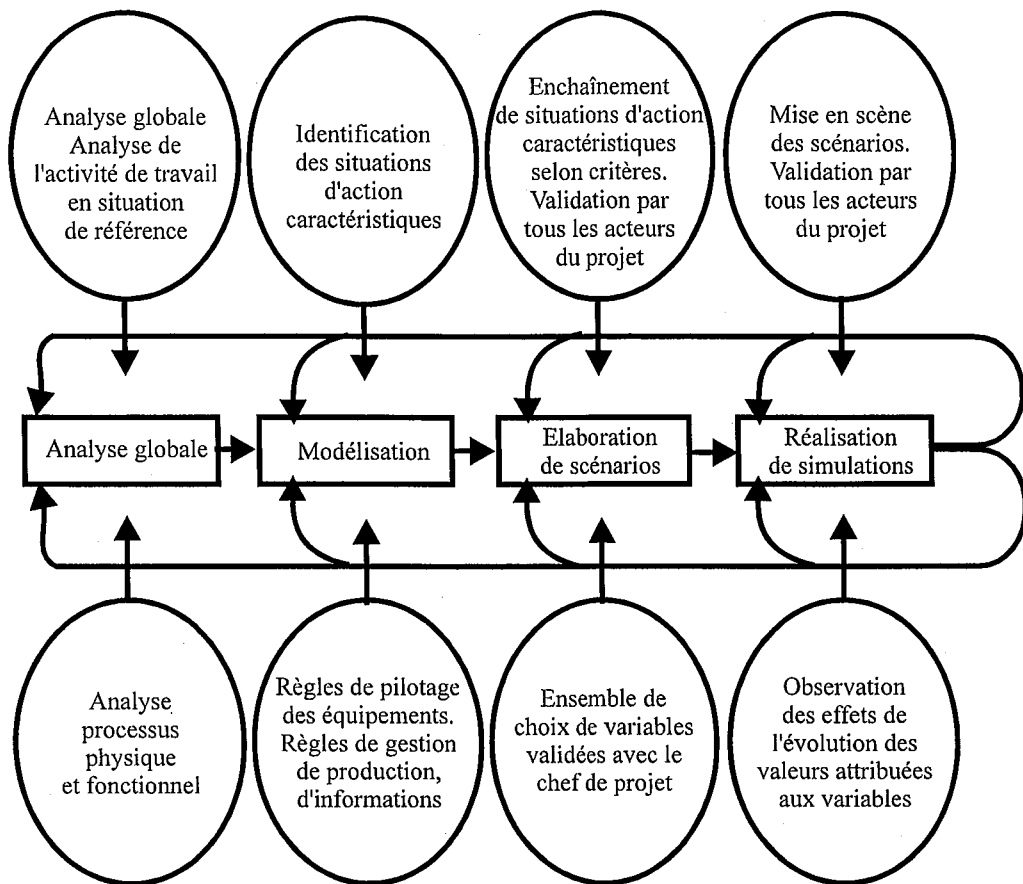 Analyse globale
Analyse de
l'activité de travail
en situation
de référence
Identification
des situations
d'action
caractéristiques
Enchaînement
de situations d'action
caractéristiques
selon critères.
Validation par
tous les acteurs
du projet
Mise en scène
des scénarios.
Validation par
tous les acteurs
du projet
Analyse globale
Modélisation
Elaboration
de scénarios
Réalisation
de simulations
Analyse
processus
physique
et fonctionnel
Règles de pilotage
des équipements.
Règles de gestion
de production,
d'informations
Ensemble de
choix de variables
validées avec le
chef de projet
Observation
des effets de
l'évolution des
valeurs attribuées
aux variables